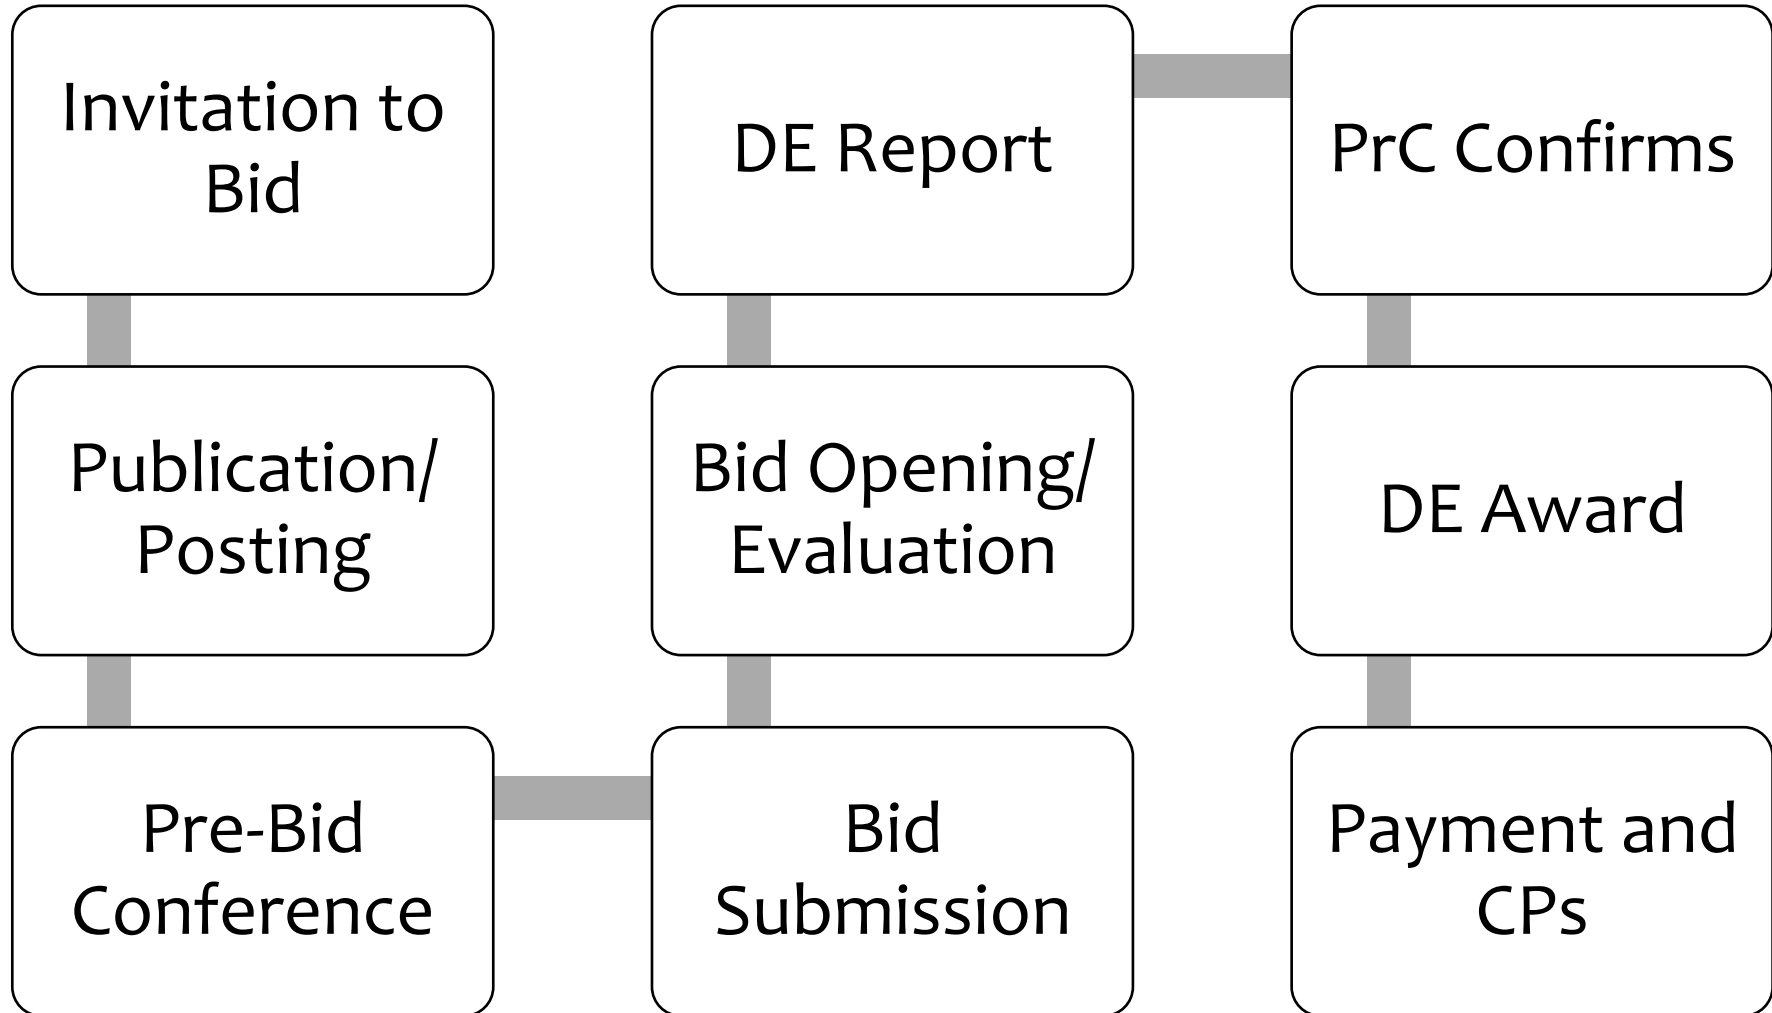 Invitation to
Bid
Publication/
Posting
Pre-Bid
Conference
Bid
Submission
Bid Opening/
Evaluation
DE Report
PrC Confirms
DE Award
Payment and
CPs